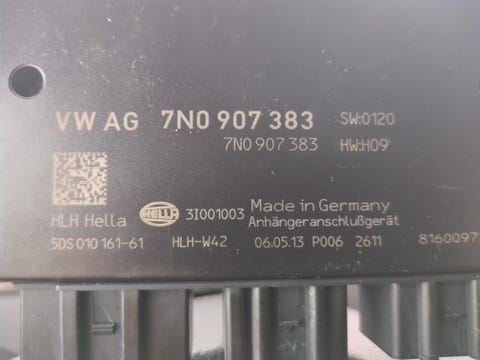 VW AG 7N0 907 383 SW:0120
7N0 907 383 HW:H09
HLH Hella HELLA 3I001003 Made in Germany
Anhängeranschlußgerät
5DS 010 161-61 HLH-W42 06.05.13 P006 2611 8160097